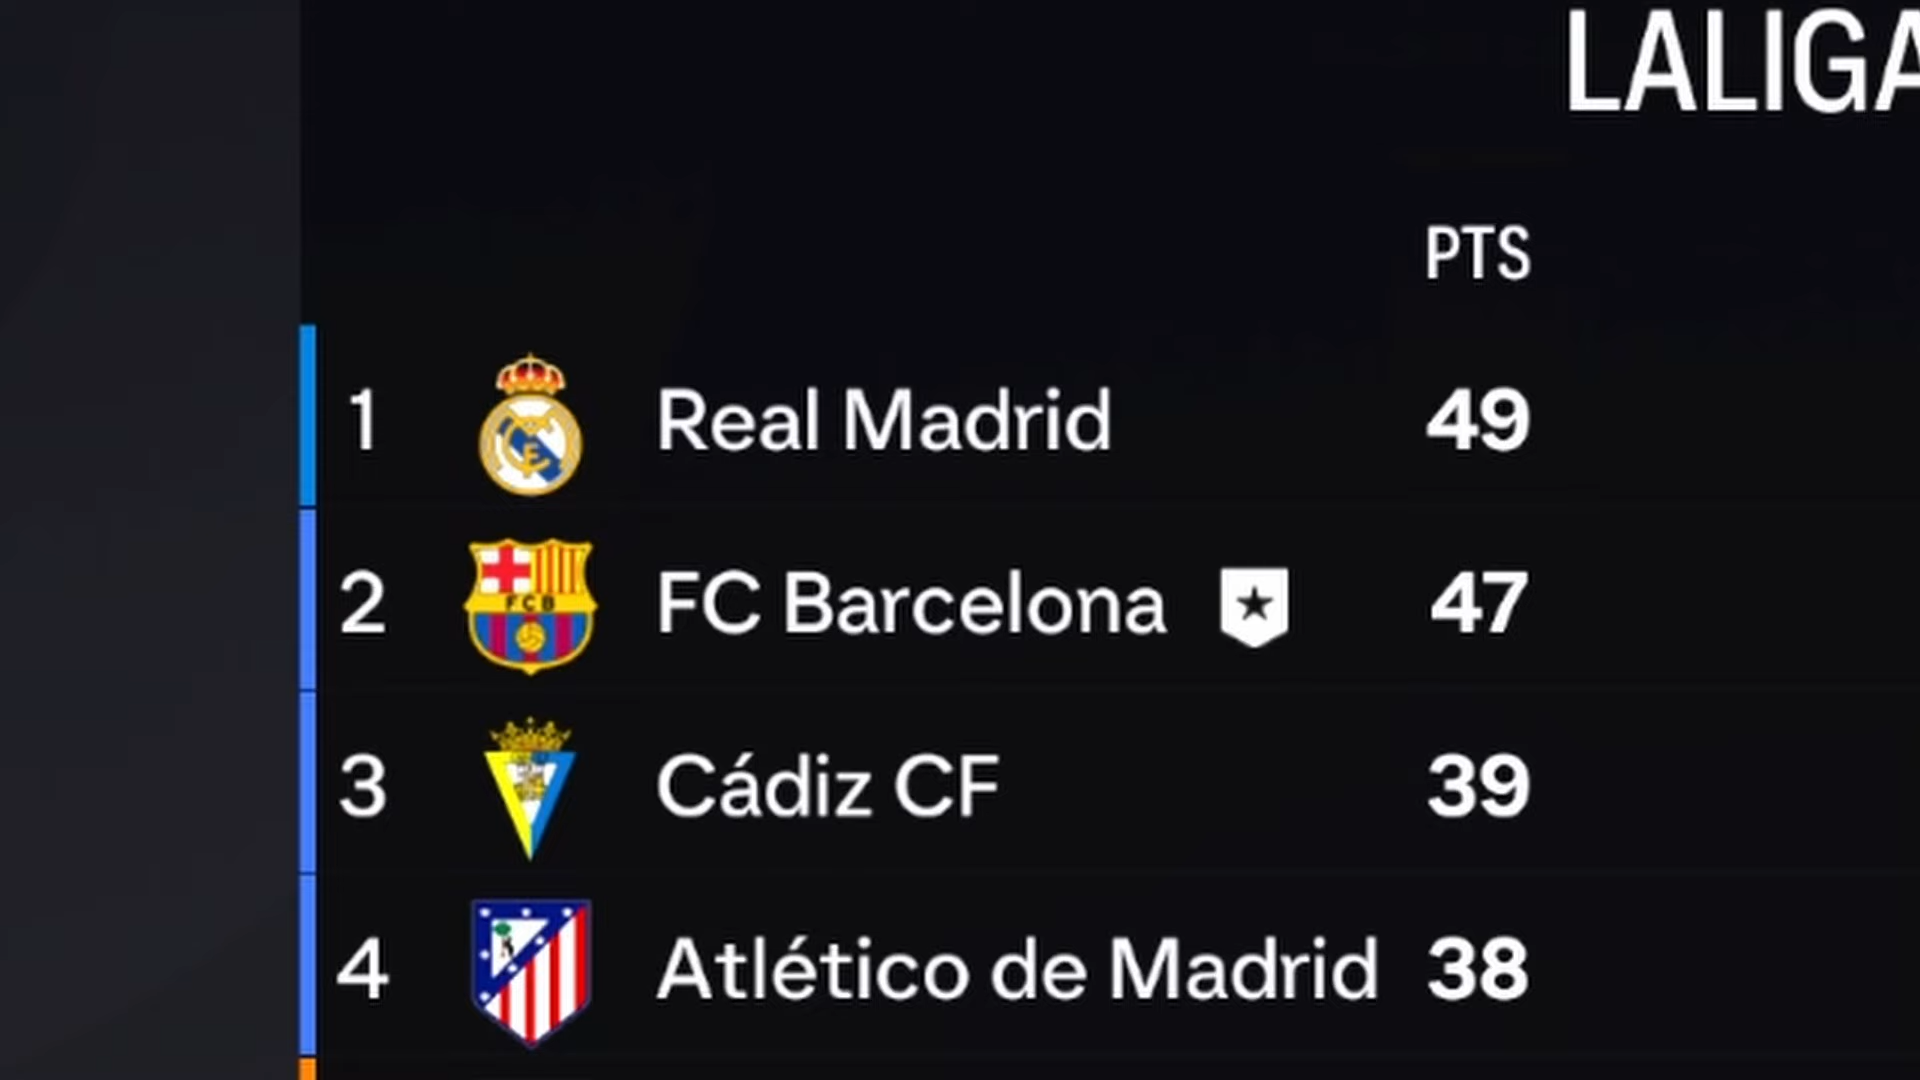 LALIGA
PTS
1 Real Madrid 49
2 FCB FC Barcelona 47
3 Cádiz CF 39
4 Atlético de Madrid 38